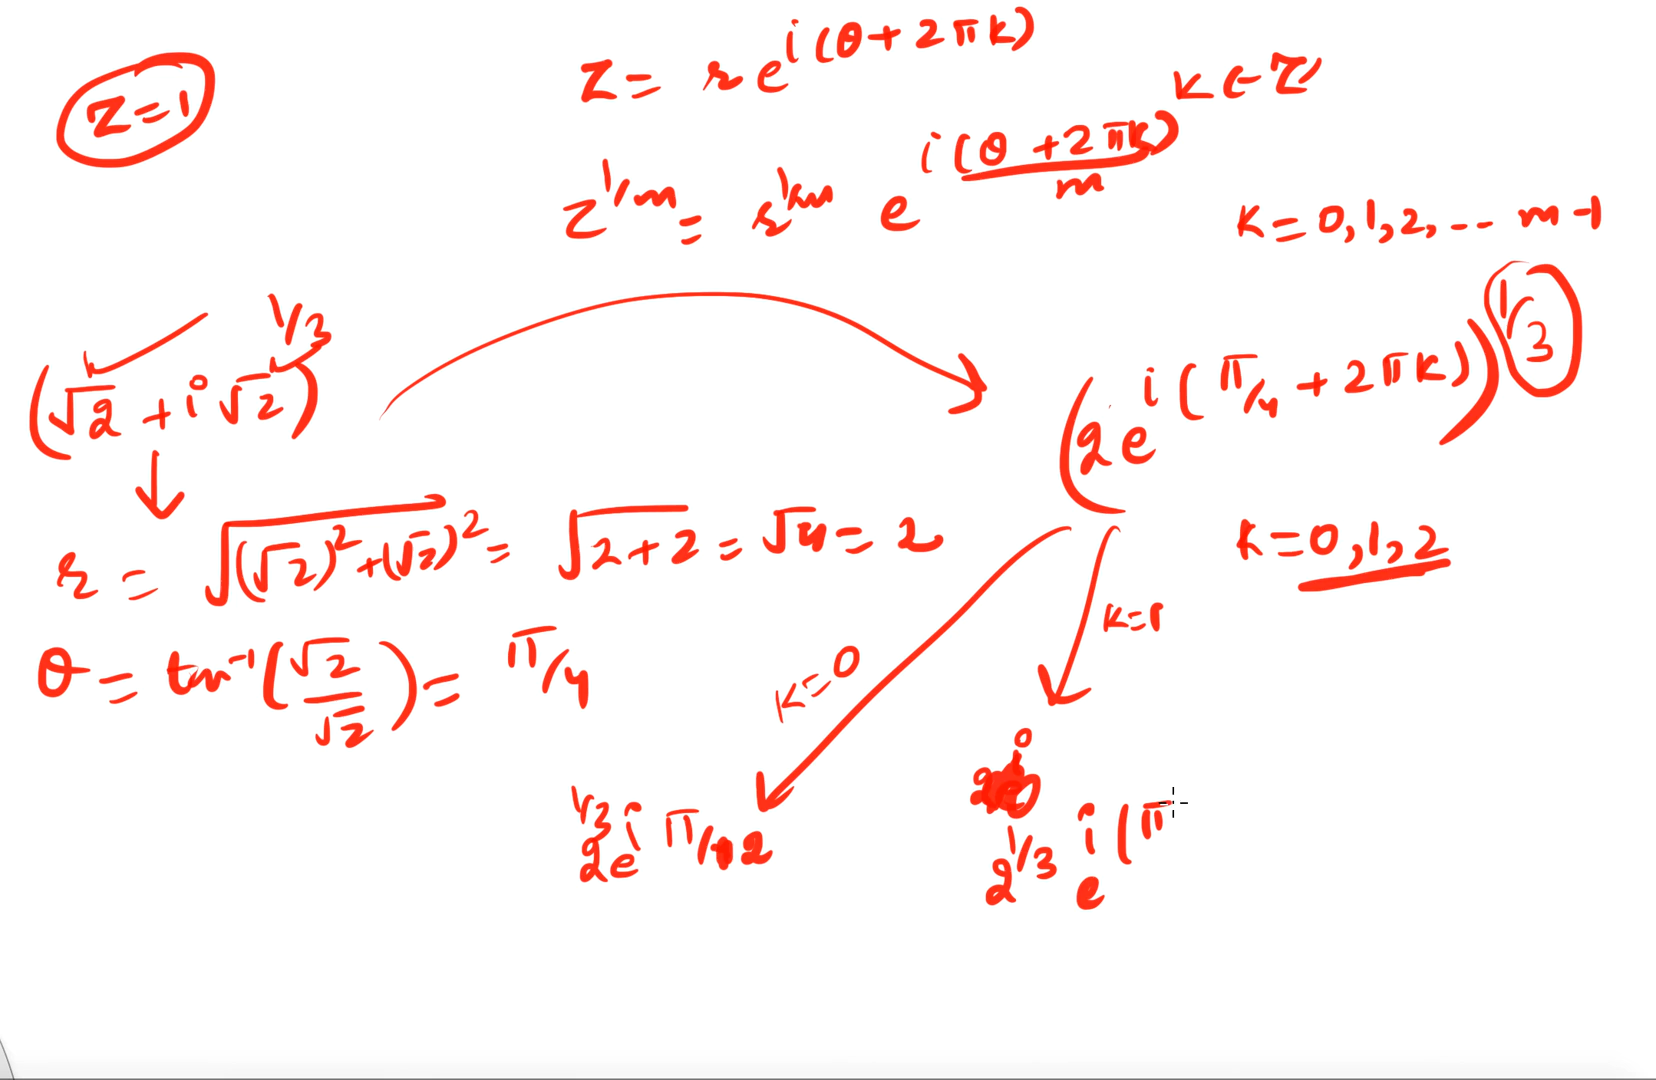 z = 1
z = r e^{i(θ + 2πk)}
k ∈ Z
z^{1/m} = r^{1/m} e^{i(θ + 2πk)/m}
k = 0, 1, 2, ... m-1
(√2 + i√2)^{1/3}
(2e^{i(π/4 + 2πk)})^{1/3}
r = √((√2)² + (√2)²) = √(2+2) = √4 = 2
k = 0, 1, 2
k = 1
θ = tan⁻¹(√2/√2) = π/4
k = 0
2^{1/3} e^{iπ/12}
2^{1/3} e^{i(π